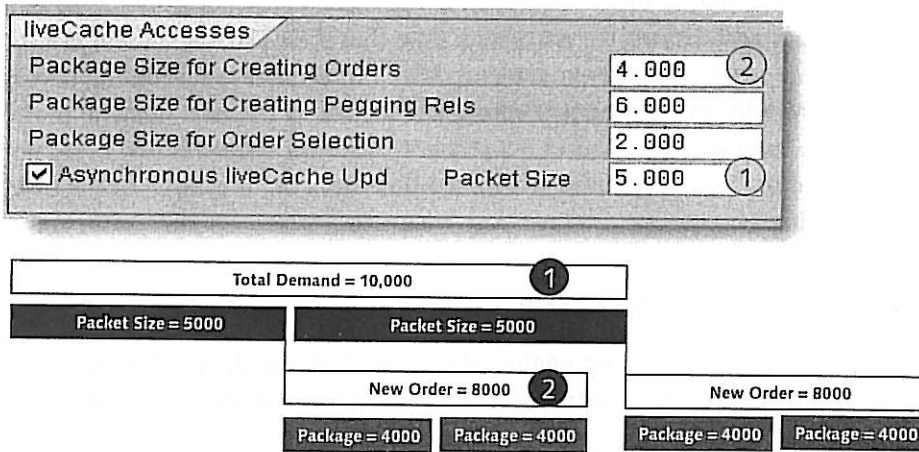 liveCache Accesses
Package Size for Creating Orders 4.000 2
Package Size for Creating Pegging Rels 6.000
Package Size for Order Selection 2.000
Asynchronous liveCache Upd Packet Size 5.000 1
Total Demand = 10,000 1
Packet Size = 5000 Packet Size = 5000
New Order = 8000 2 New Order = 8000
Package = 4000 Package = 4000 Package = 4000 Package = 4000